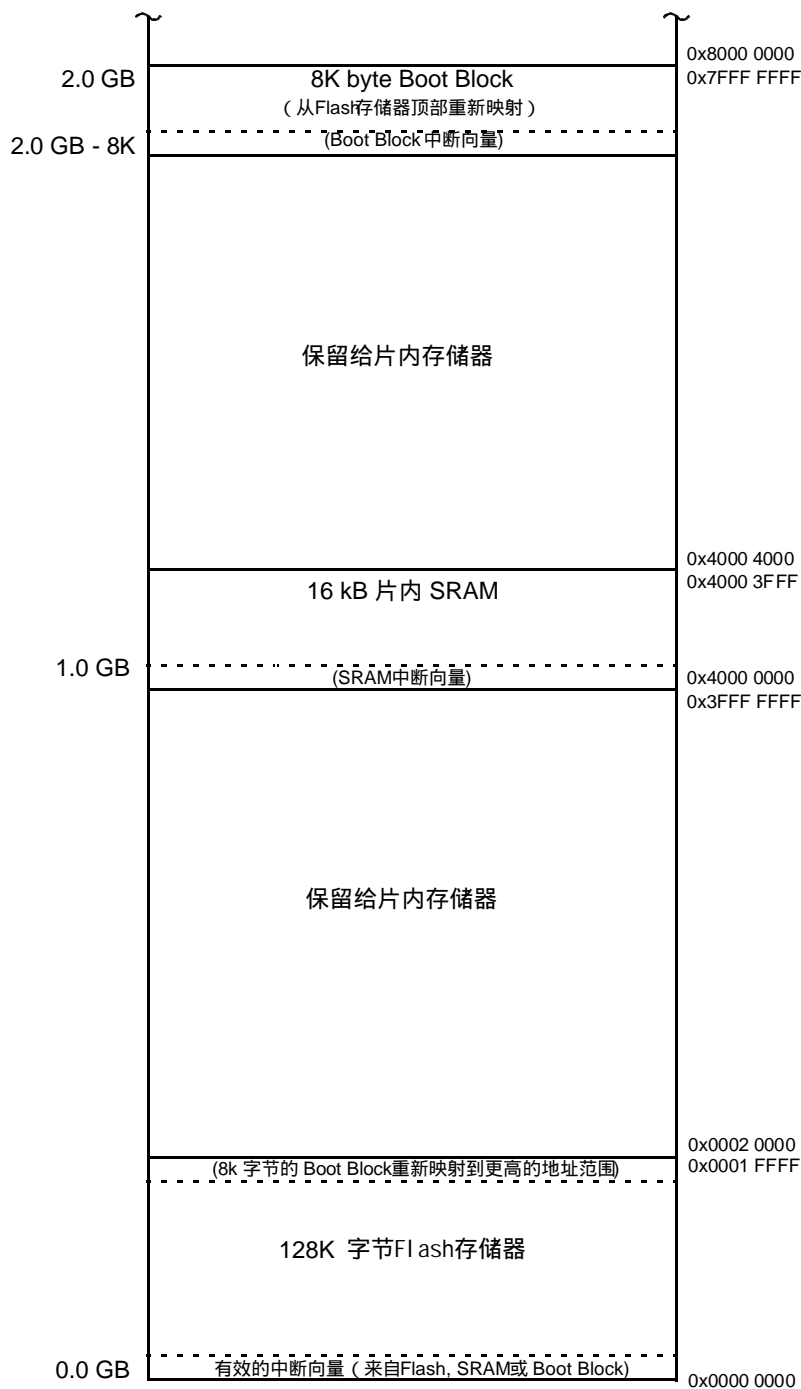 0x8000 0000
2.0 GB
8K byte Boot Block
0x7FFF FFFF
（从Flash存储器顶部重新映射）
2.0 GB - 8K
(Boot Block 中断向量)
保留给片内存储器
0x4000 4000
16 kB 片内 SRAM
0x4000 3FFF
1.0 GB
(SRAM中断向量)
0x4000 0000
0x3FFF FFFF
保留给片内存储器
0x0002 0000
(8k 字节的 Boot Block重新映射到更高的地址范围)
0x0001 FFFF
128K 字节Flash存储器
0.0 GB
有效的中断向量（来自Flash, SRAM或 Boot Block)
0x0000 0000